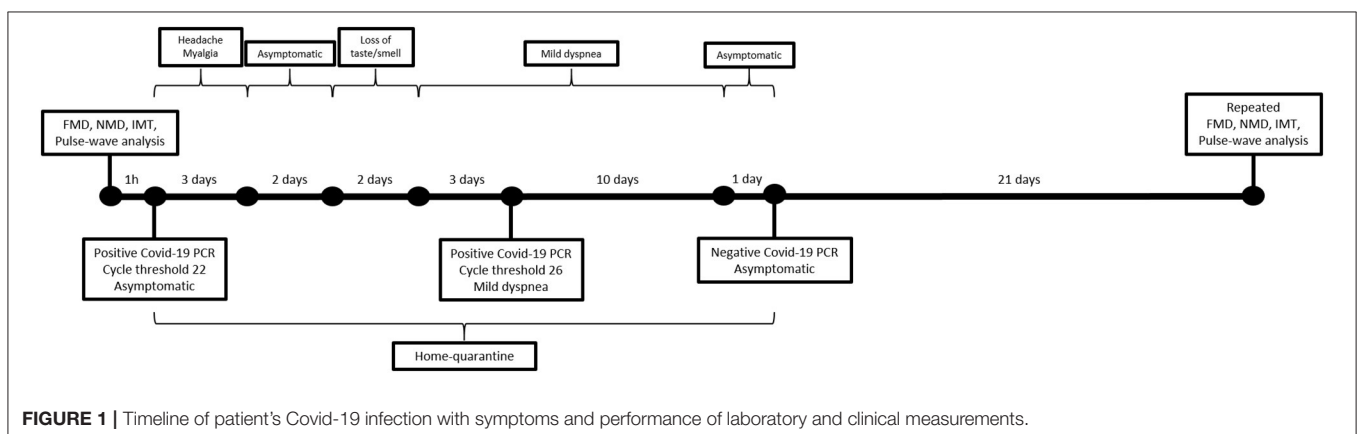 Headache
Myalgia
Asymptomatic
Loss of
taste/smell
Mild dyspnea
Asymptomatic
FMD, NMD, IMT,
Pulse-wave analysis
Repeated
FMD, NMD, IMT,
Pulse-wave analysis
1h
3 days
2 days
2 days
3 days
10 days
1 day
21 days
Positive Covid-19 PCR
Cycle threshold 22
Asymptomatic
Positive Covid-19 PCR
Cycle threshold 26
Mild dyspnea
Negative Covid-19 PCR
Asymptomatic
Home-quarantine
FIGURE 1 | Timeline of patient's Covid-19 infection with symptoms and performance of laboratory and clinical measurements.